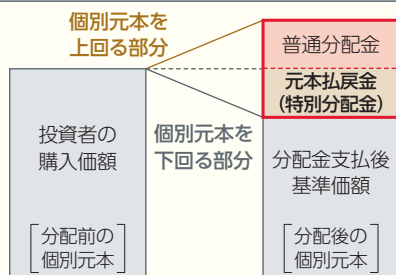 個別元本を
上回る部分
普通分配金
元本払戻金
(特別分配金)
投資者の
購入価額
個別元本を
下回る部分
分配金支払後
基準価額
分配前の
個別元本
分配後の
個別元本